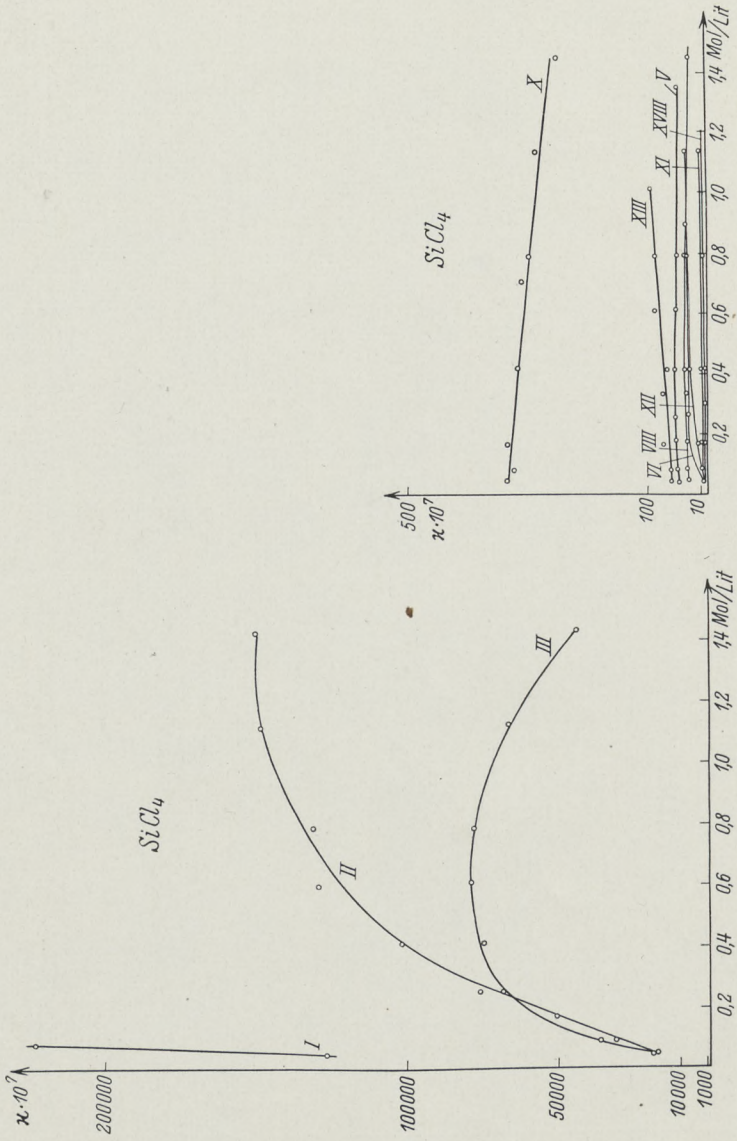 ϰ·10⁷
200000
100000
50000
10000
1000
SiCl₄
I
II
III
0,2
0,4
0,6
0,8
1,0
1,2
1,4 Mol/Lit
500
ϰ·10⁷
100
10
SiCl₄
X
XIII
VI VIII XII
XI XVIII V
0,2
0,4
0,6
0,8
1,0
1,2
1,4 Mol/Lit